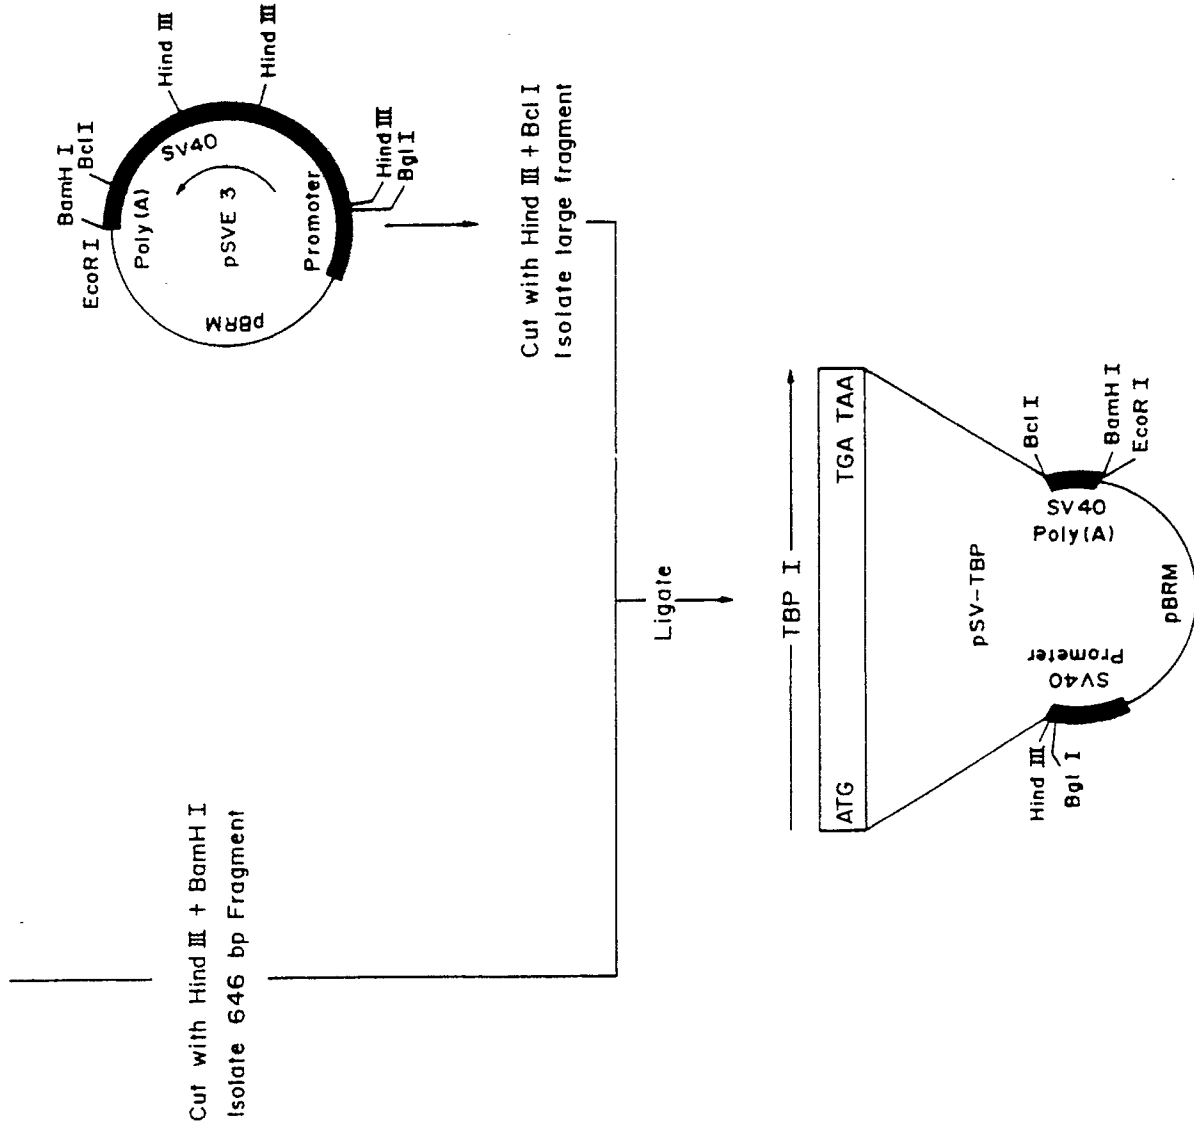 Cut with Hind III + BamH I
Isolate 646 bp Fragment
EcoR I
BamH I
Bcl I
Hind III
Hind III
Hind III
Bgl I
Poly(A)
SV40
pSVE 3
Promoter
pBRM
Cut with Hind III + Bcl I
Isolate large fragment
Ligate
TBP I
ATG
TGA TAA
Hind III
Bgl I
SV40
Prometer
pSV-TBP
SV40
Poly(A)
Bcl I
BamH I
EcoR I
pBRM